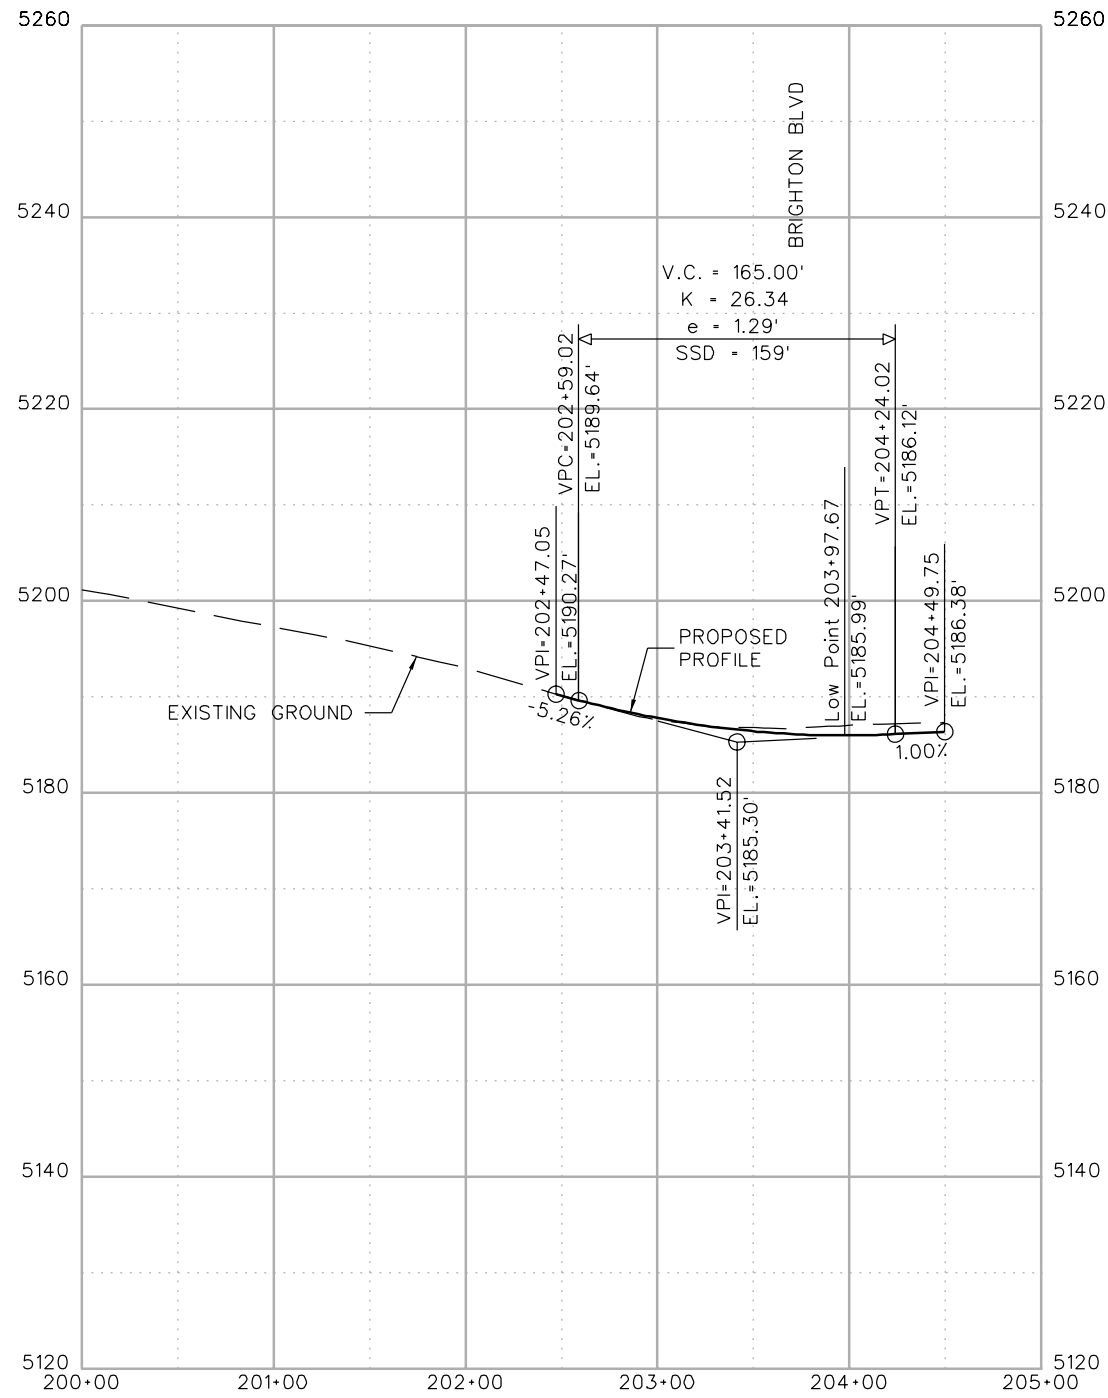 5260
5260
BRIGHTON BLVD
5240
5240
V.C. = 165.00'
K = 26.34
e = 1.29'
SSD = 159'
VPC=202+59.02
EL.=5189.64'
5220
5220
VPT=204+24.02
EL.=5186.12'
VPI=202+47.05
EL.=5190.27'
Low Point 203+97.67
EL.=5185.99'
VPI=204+49.75
EL.=5186.38'
5200
5200
PROPOSED
PROFILE
EXISTING GROUND
-5.26%
1.00%
5180
5180
VPI=203+41.52
EL.=5185.30'
5160
5160
5140
5140
5120
5120
200+00
201+00
202+00
203+00
204+00
205+00